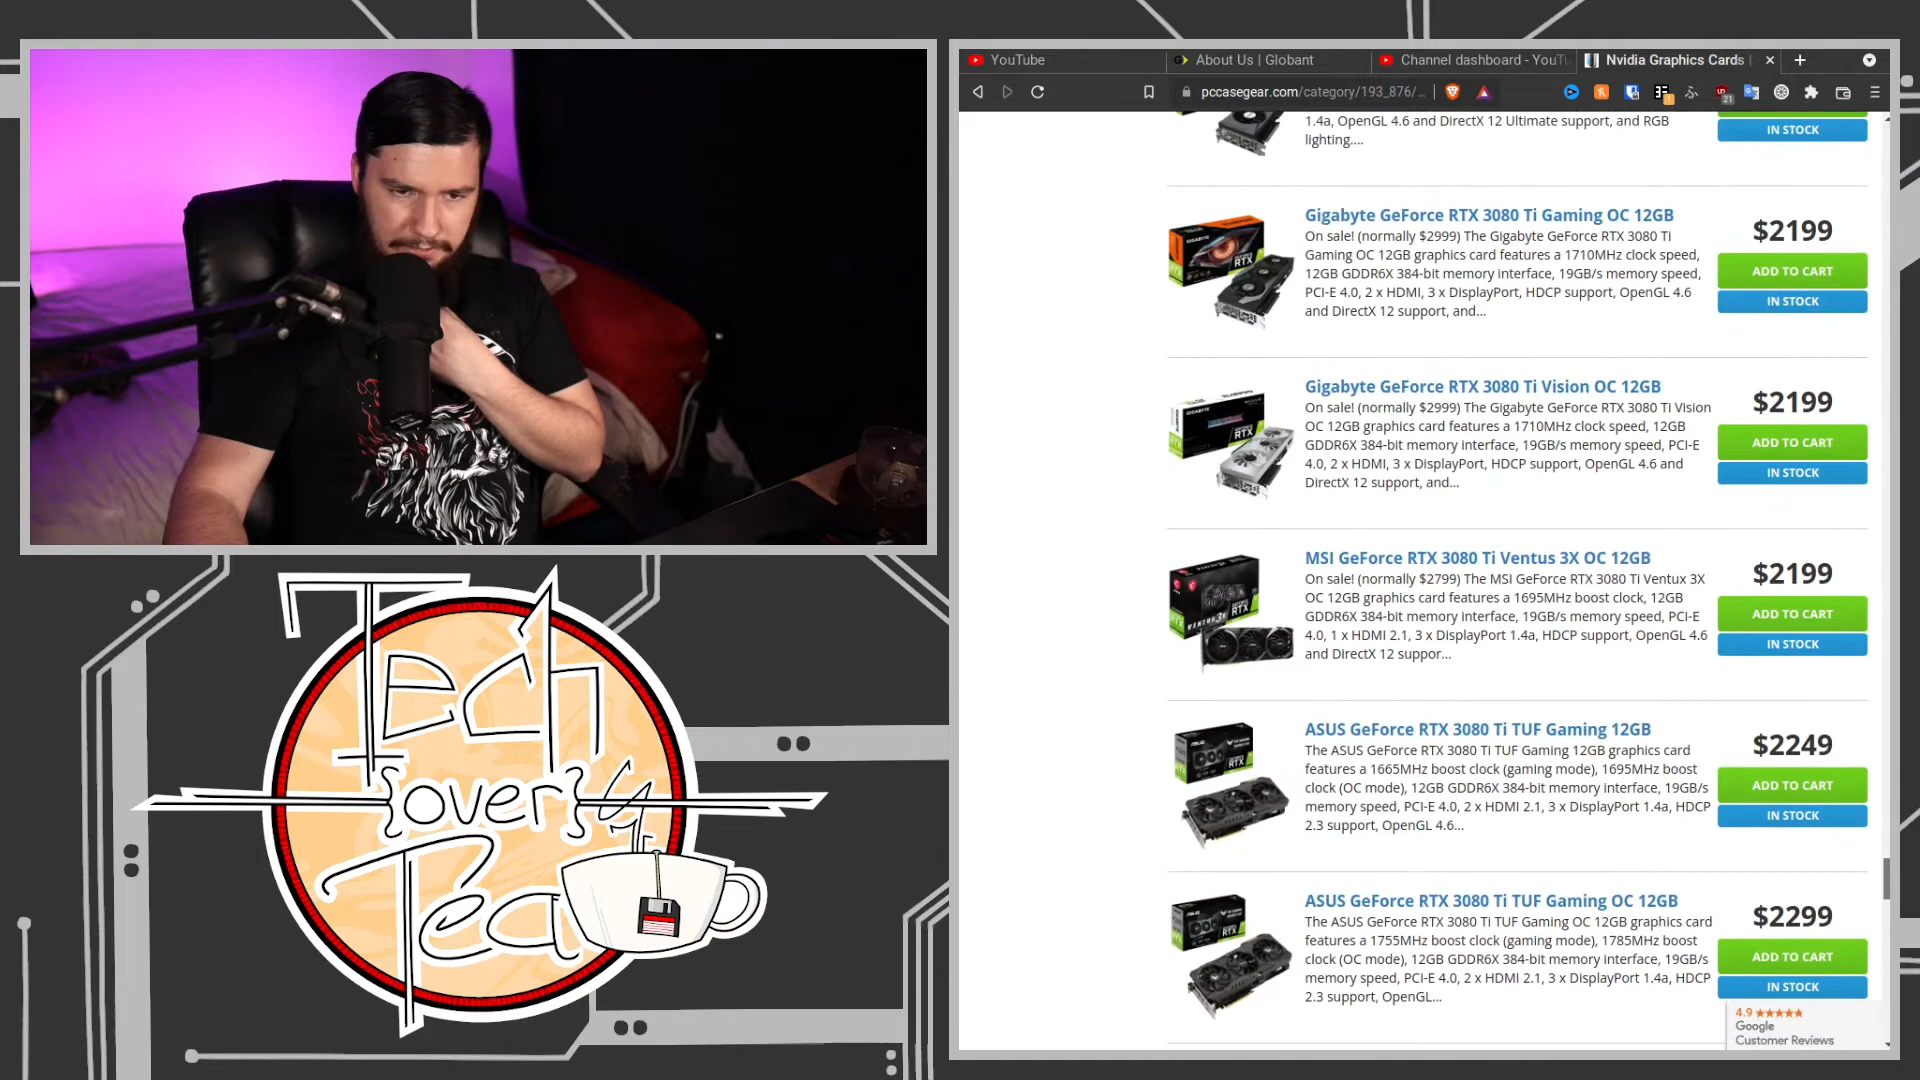 YouTube
About Us | Globant
Channel dashboard - YouTu
Nvidia Graphics Cards |
pccasegear.com/category/193_876/...
21
1.4a, OpenGL 4.6 and DirectX 12 Ultimate support, and RGB
lighting....
IN STOCK
Gigabyte GeForce RTX 3080 Ti Gaming OC 12GB
On sale! (normally $2999) The Gigabyte GeForce RTX 3080 Ti
Gaming OC 12GB graphics card features a 1710MHz clock speed,
12GB GDDR6X 384-bit memory interface, 19GB/s memory speed,
PCI-E 4.0, 2 x HDMI, 3 x DisplayPort, HDCP support, OpenGL 4.6
and DirectX 12 support, and...
$2199
ADD TO CART
IN STOCK
Gigabyte GeForce RTX 3080 Ti Vision OC 12GB
On sale! (normally $2999) The Gigabyte GeForce RTX 3080 Ti Vision
OC 12GB graphics card features a 1710MHz clock speed, 12GB
GDDR6X 384-bit memory interface, 19GB/s memory speed, PCI-E
4.0, 2 x HDMI, 3 x DisplayPort, HDCP support, OpenGL 4.6 and
DirectX 12 support, and...
$2199
ADD TO CART
IN STOCK
MSI GeForce RTX 3080 Ti Ventus 3X OC 12GB
On sale! (normally $2799) The MSI GeForce RTX 3080 Ti Ventux 3X
OC 12GB graphics card features a 1695MHz boost clock, 12GB
GDDR6X 384-bit memory interface, 19GB/s memory speed, PCI-E
4.0, 1 x HDMI 2.1, 3 x DisplayPort 1.4a, HDCP support, OpenGL 4.6
and DirectX 12 suppor...
$2199
ADD TO CART
IN STOCK
ASUS GeForce RTX 3080 Ti TUF Gaming 12GB
The ASUS GeForce RTX 3080 Ti TUF Gaming 12GB graphics card
features a 1665MHz boost clock (gaming mode), 1695MHz boost
clock (OC mode), 12GB GDDR6X 384-bit memory interface, 19GB/s
memory speed, PCI-E 4.0, 2 x HDMI 2.1, 3 x DisplayPort 1.4a, HDCP
2.3 support, OpenGL 4.6...
$2249
ADD TO CART
IN STOCK
ASUS GeForce RTX 3080 Ti TUF Gaming OC 12GB
The ASUS GeForce RTX 3080 Ti TUF Gaming OC 12GB graphics card
features a 1755MHz boost clock (gaming mode), 1785MHz boost
clock (OC mode), 12GB GDDR6X 384-bit memory interface, 19GB/s
memory speed, PCI-E 4.0, 2 x HDMI 2.1, 3 x DisplayPort 1.4a, HDCP
2.3 support, OpenGL...
$2299
ADD TO CART
IN STOCK
4.9 ★★★★★
Google
Customer Reviews
Tech
{over}
Tea